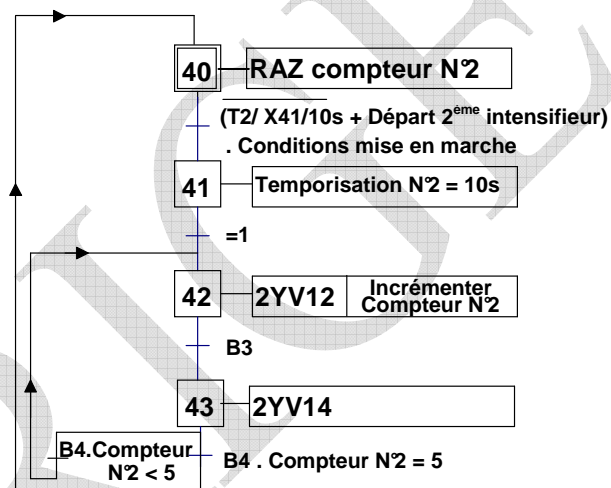 40
RAZ compteur N°2
(T2/ X41/10s + Départ 2ème intensifieur)
. Conditions mise en marche
41
Temporisation N°2 = 10s
=1
42
2YV12
Incrémenter
Compteur N°2
B3
43
2YV14
B4.Compteur
N°2 < 5
B4 . Compteur N°2 = 5